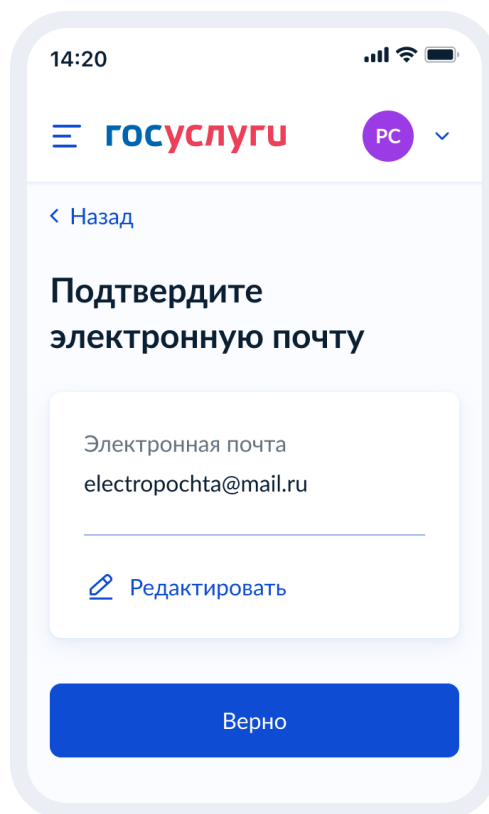 14:20
госуслуги
РС
Назад
Подтвердите
электронную почту
Электронная почта
electropochta@mail.ru
Редактировать
Верно